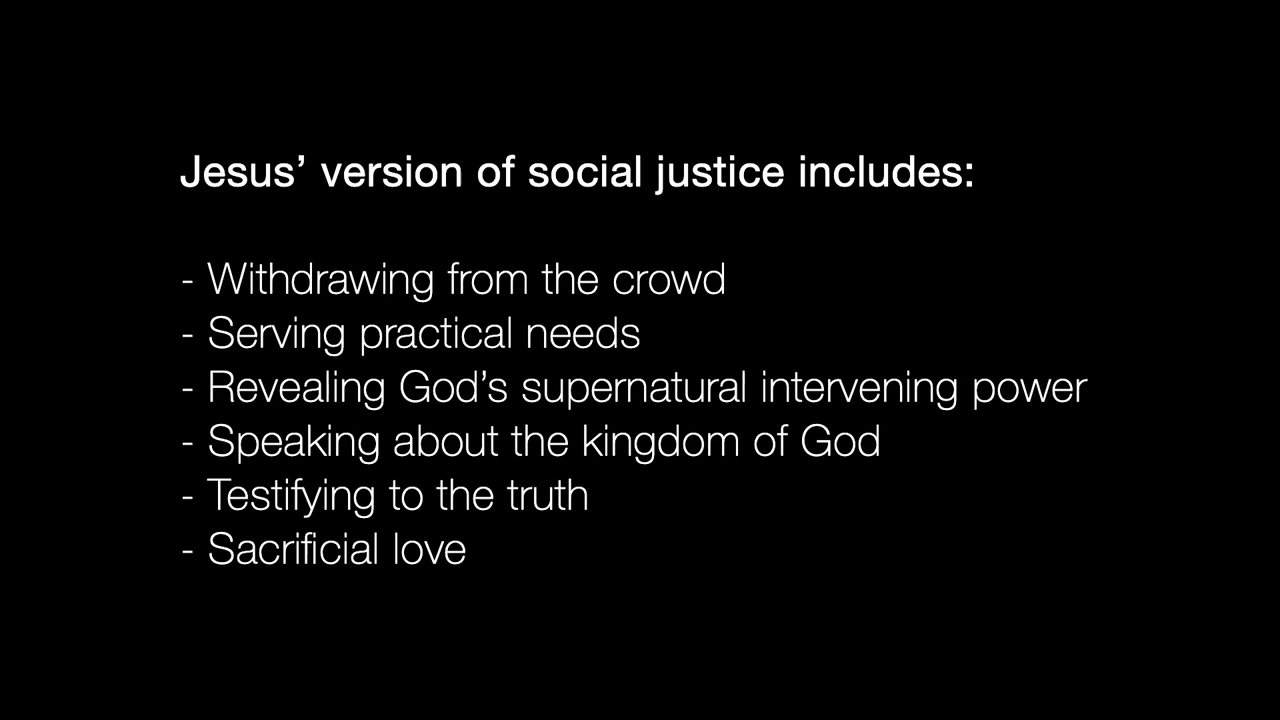 Jesus’ version of social justice includes:
- Withdrawing from the crowd
- Serving practical needs
- Revealing God’s supernatural intervening power
- Speaking about the kingdom of God
- Testifying to the truth
- Sacrificial love